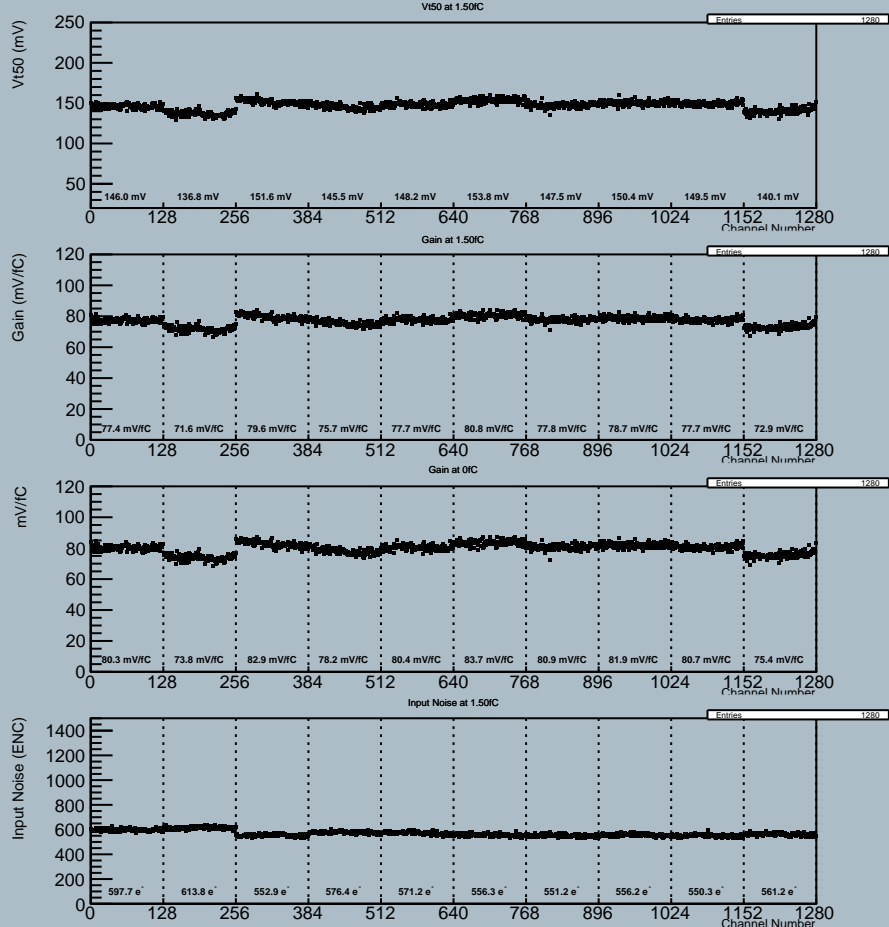 Vt50 at 1.50fC
Entries 1280
Vt50 (mV)
250
200
150
100
50
146.0 mV 136.8 mV 151.6 mV 145.5 mV 148.2 mV 153.8 mV 147.5 mV 150.4 mV 149.5 mV 140.1 mV
0 128 256 384 512 640 768 896 1024 1152 1280
Channel Number
Gain at 1.50fC
Entries 1280
Gain (mV/fC)
120
100
80
60
40
20
0
77.4 mV/fC 71.6 mV/fC 79.6 mV/fC 75.7 mV/fC 77.7 mV/fC 80.8 mV/fC 77.8 mV/fC 78.7 mV/fC 77.7 mV/fC 72.9 mV/fC
0 128 256 384 512 640 768 896 1024 1152 1280
Channel Number
Gain at 0fC
Entries 1280
mV/fC
120
100
80
60
40
20
0
80.3 mV/fC 73.8 mV/fC 82.9 mV/fC 78.2 mV/fC 80.4 mV/fC 83.7 mV/fC 80.9 mV/fC 81.9 mV/fC 80.7 mV/fC 75.4 mV/fC
0 128 256 384 512 640 768 896 1024 1152 1280
Channel Number
Input Noise at 1.50fC
Entries 1280
Input Noise (ENC)
1400
1200
1000
800
600
400
200
0
597.7 e⁻ 613.8 e⁻ 552.9 e⁻ 576.4 e⁻ 571.2 e⁻ 556.3 e⁻ 551.2 e⁻ 556.2 e⁻ 550.3 e⁻ 561.2 e⁻
0 128 256 384 512 640 768 896 1024 1152 1280
Channel Number